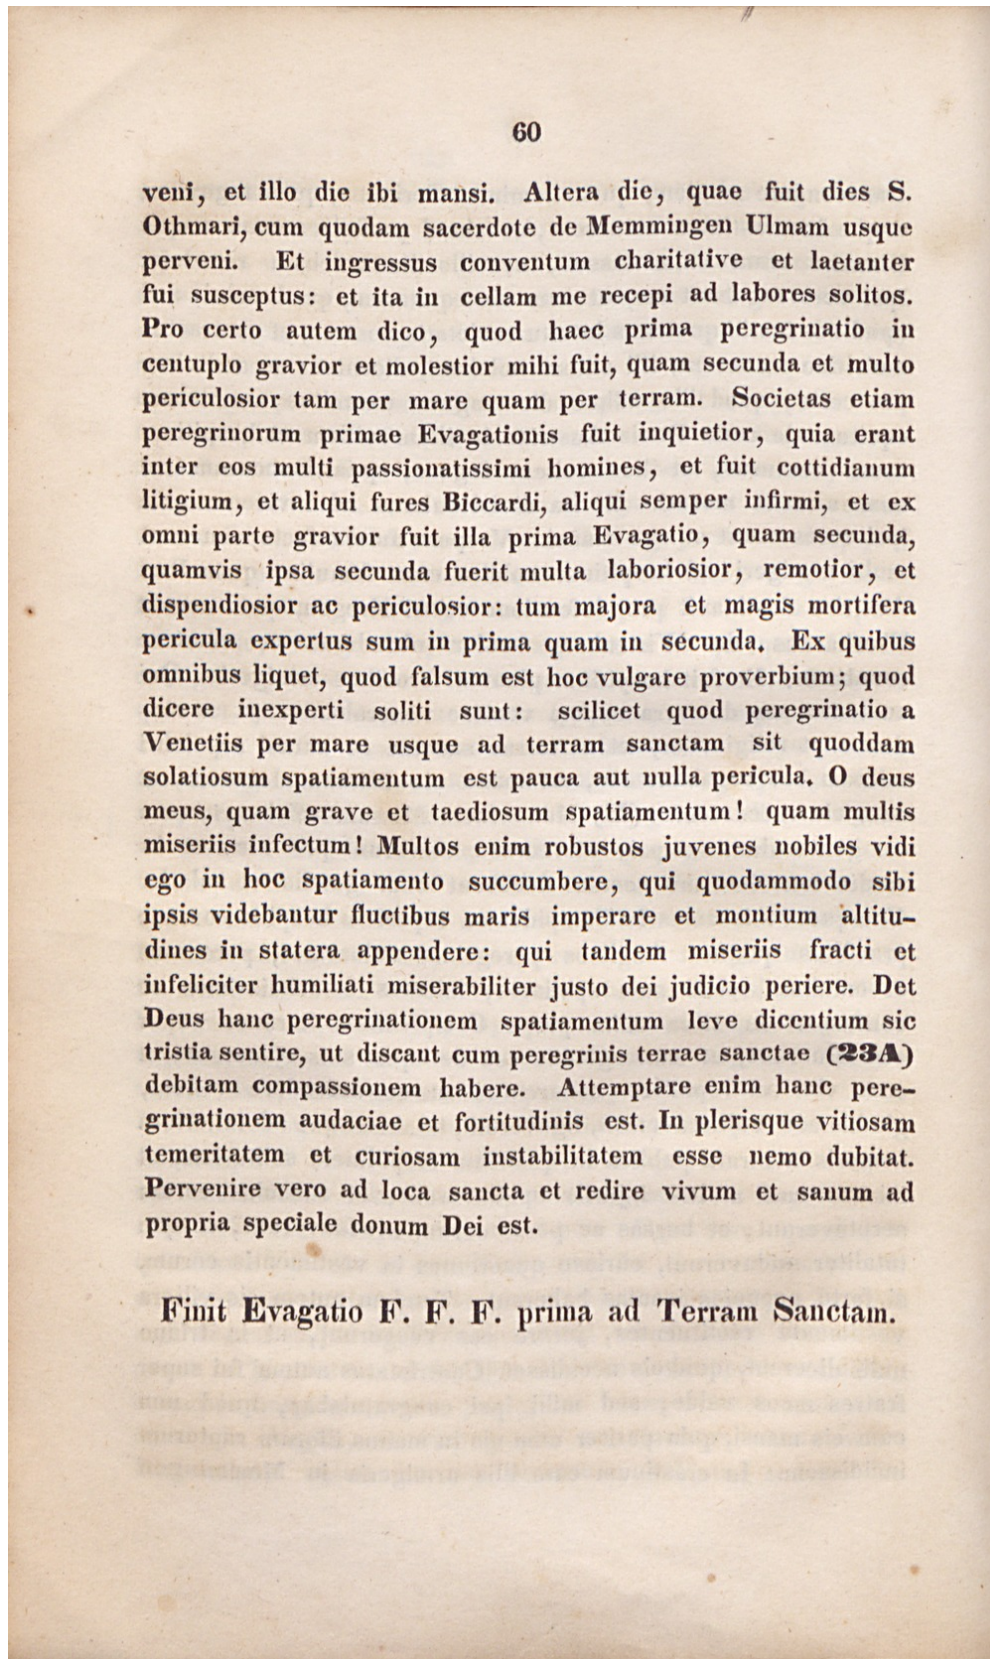 60
veni, et illo die ibi mansi. Altera die, quae fuit dies S.
Othmari, cum quodam sacerdote de Memmingen Ulmam usque
perveni. Et ingressus conventum charitative et laetanter
fui susceptus: et ita in cellam me recepi ad labores solitos.
Pro certo autem dico, quod haec prima peregrinatio in
centuplo gravior et molestior mihi fuit, quam secunda et multo
periculosior tam per mare quam per terram. Societas etiam
peregrinorum primae Evagationis fuit inquietior, quia erant
inter eos multi passionatissimi homines, et fuit cottidianum
litigium, et aliqui fures Biccardi, aliqui semper infirmi, et ex
omni parte gravior fuit illa prima Evagatio, quam secunda,
quamvis ipsa secunda fuerit multa laboriosior, remotior, et
dispendiosior ac periculosior: tum majora et magis mortifera
pericula expertus sum in prima quam in secunda. Ex quibus
omnibus liquet, quod falsum est hoc vulgare proverbium; quod
dicere inexperti soliti sunt: scilicet quod peregrinatio a
Venetiis per mare usque ad terram sanctam sit quoddam
solatiosum spatiamentum est pauca aut nulla pericula. O deus
meus, quam grave et taediosum spatiamentum! quam multis
miseriis infectum! Multos enim robustos juvenes nobiles vidi
ego in hoc spatiamento succumbere, qui quodammodo sibi
ipsis videbantur fluctibus maris imperare et montium altitu-
dines in statera appendere: qui tandem miseriis fracti et
infeliciter humiliati miserabiliter justo dei judicio periere. Det
Deus hanc peregrinationem spatiamentum leve dicentium sic
tristia sentire, ut discant cum peregrinis terrae sanctae (23A)
debitam compassionem habere. Attemptare enim hanc pere-
grinationem audaciae et fortitudinis est. In plerisque vitiosam
temeritatem et curiosam instabilitatem esse nemo dubitat.
Pervenire vero ad loca sancta et redire vivum et sanum ad
propria speciale donum Dei est.
Finit Evagatio F. F. F. prima ad Terram Sanctam.